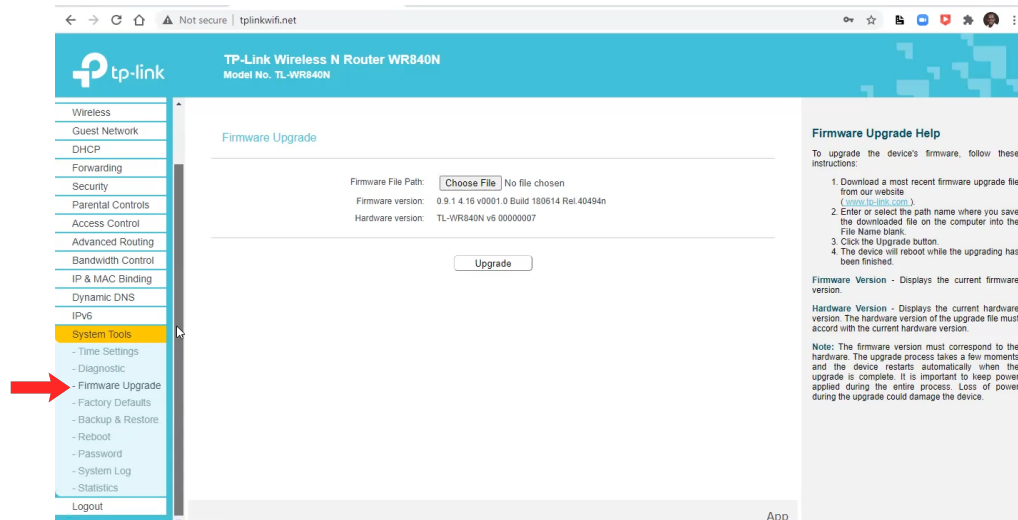 Not secure | tplinkwifi.net
tp-link
TP-Link Wireless N Router WR840N
Model No. TL-WR840N
Wireless
Guest Network
DHCP
Forwarding
Security
Parental Controls
Access Control
Advanced Routing
Bandwidth Control
IP & MAC Binding
Dynamic DNS
IPv6
System Tools
- Time Settings
- Diagnostic
- Firmware Upgrade
- Factory Defaults
- Backup & Restore
- Reboot
- Password
- System Log
- Statistics
Logout
Firmware Upgrade
Firmware File Path: Choose File No file chosen
Firmware version: 0.9.1 4.16 v0001.0 Build 180614 Rel.40494n
Hardware version: TL-WR840N v6 00000007
Upgrade
App
Firmware Upgrade Help
To upgrade the device's firmware, follow these
instructions:
1. Download a most recent firmware upgrade file
from our website
( www.tp-link.com ).
2. Enter or select the path name where you save
the downloaded file on the computer into the
File Name blank.
3. Click the Upgrade button.
4. The device will reboot while the upgrading has
been finished.
Firmware Version - Displays the current firmware
version.
Hardware Version - Displays the current hardware
version. The hardware version of the upgrade file must
accord with the current hardware version.
Note: The firmware version must correspond to the
hardware. The upgrade process takes a few moments
and the device restarts automatically when the
upgrade is complete. It is important to keep power
applied during the entire process. Loss of power
during the upgrade could damage the device.